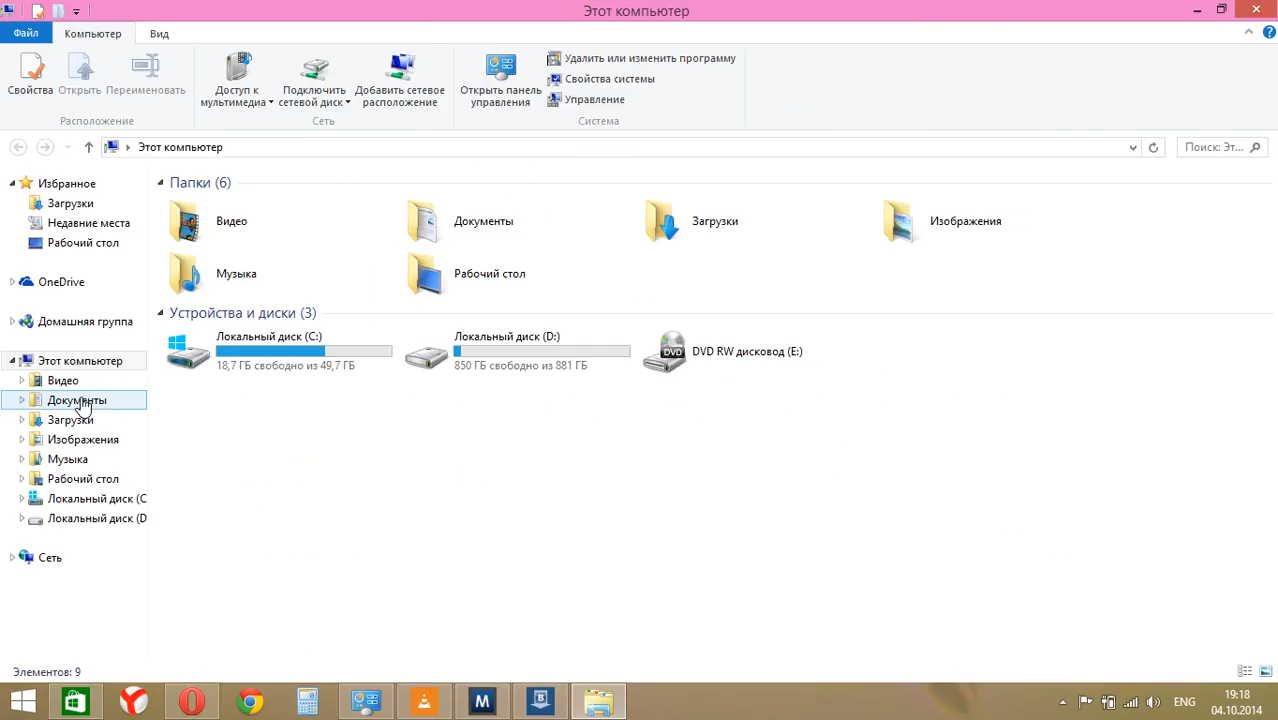 Этот компьютер
Файл
Компьютер
Вид
Свойства
Открыть
Переименовать
Доступ к
мультимедиа
Подключить
сетевой диск
Добавить сетевое
расположение
Открыть панель
управления
Удалить или изменить программу
Свойства системы
Управление
Расположение
Сеть
Система
Этот компьютер
Поиск: Эт...
Избранное
Загрузки
Недавние места
Рабочий стол
OneDrive
Домашняя группа
Этот компьютер
Видео
Документы
Загрузки
Изображения
Музыка
Рабочий стол
Локальный диск (C
Локальный диск (D
Сеть
Папки (6)
Видео
Документы
Загрузки
Изображения
Музыка
Рабочий стол
Устройства и диски (3)
Локальный диск (C:)
18,7 ГБ свободно из 49,7 ГБ
Локальный диск (D:)
850 ГБ свободно из 881 ГБ
DVD
DVD RW дисковод (E:)
Элементов: 9
M
B
ENG
19:18
04.10.2014